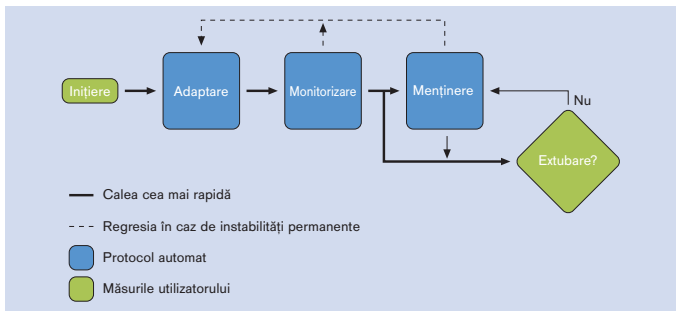 Inițiere
Adaptare
Monitorizare
Menținere
Nu
Extubare?
Calea cea mai rapidă
Regresia în caz de instabilități permanente
Protocol automat
Măsurile utilizatorului